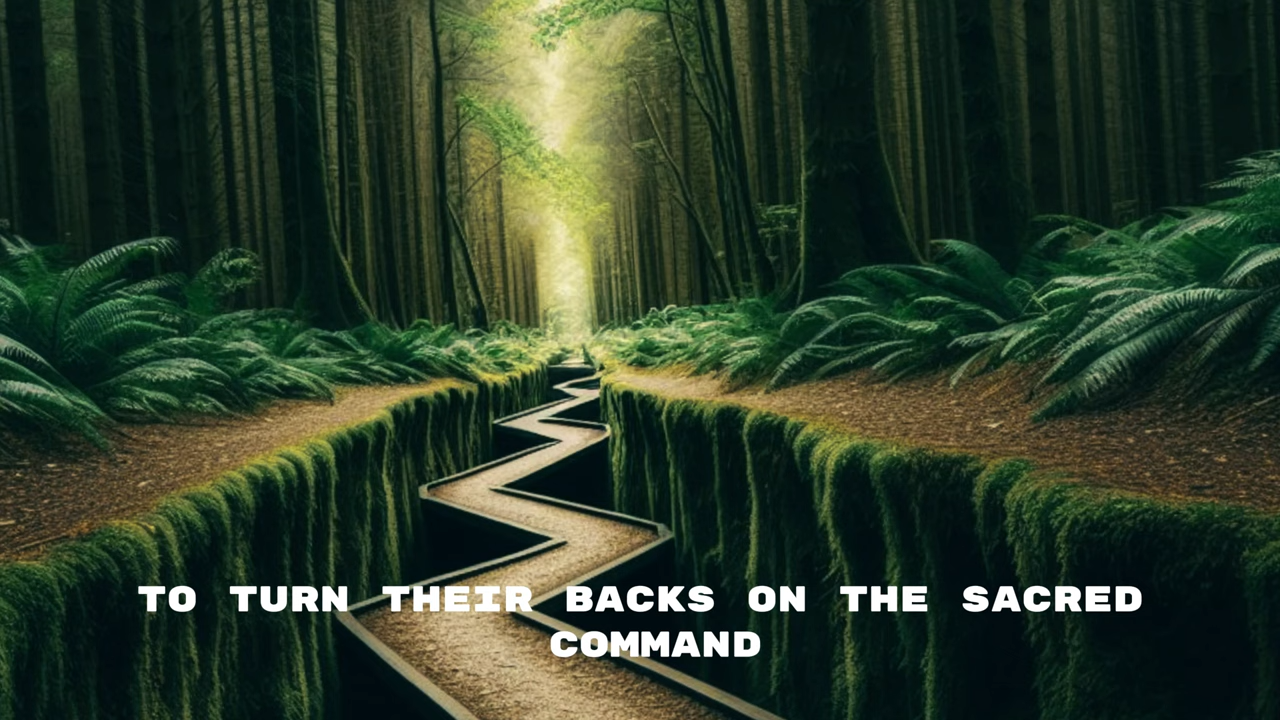 TO TURN THEIR BACKS ON THE SACRED
COMMAND